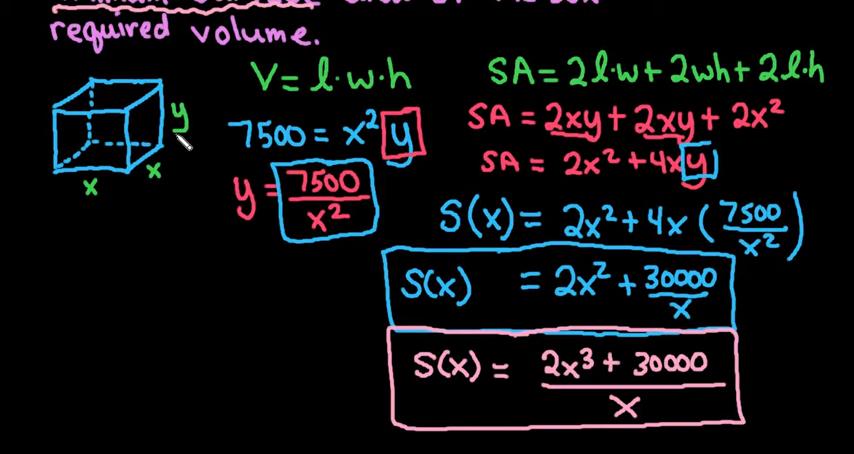 required volume.
V = l·w·h
7500 = x² y
y = 7500/x²
y
x
x
SA = 2l·w + 2wh + 2l·h
SA = 2xy + 2xy + 2x²
SA = 2x² + 4xy
S(x) = 2x² + 4x (7500/x²)
S(x) = 2x² + 30000/x
S(x) = 2x³ + 30000/x